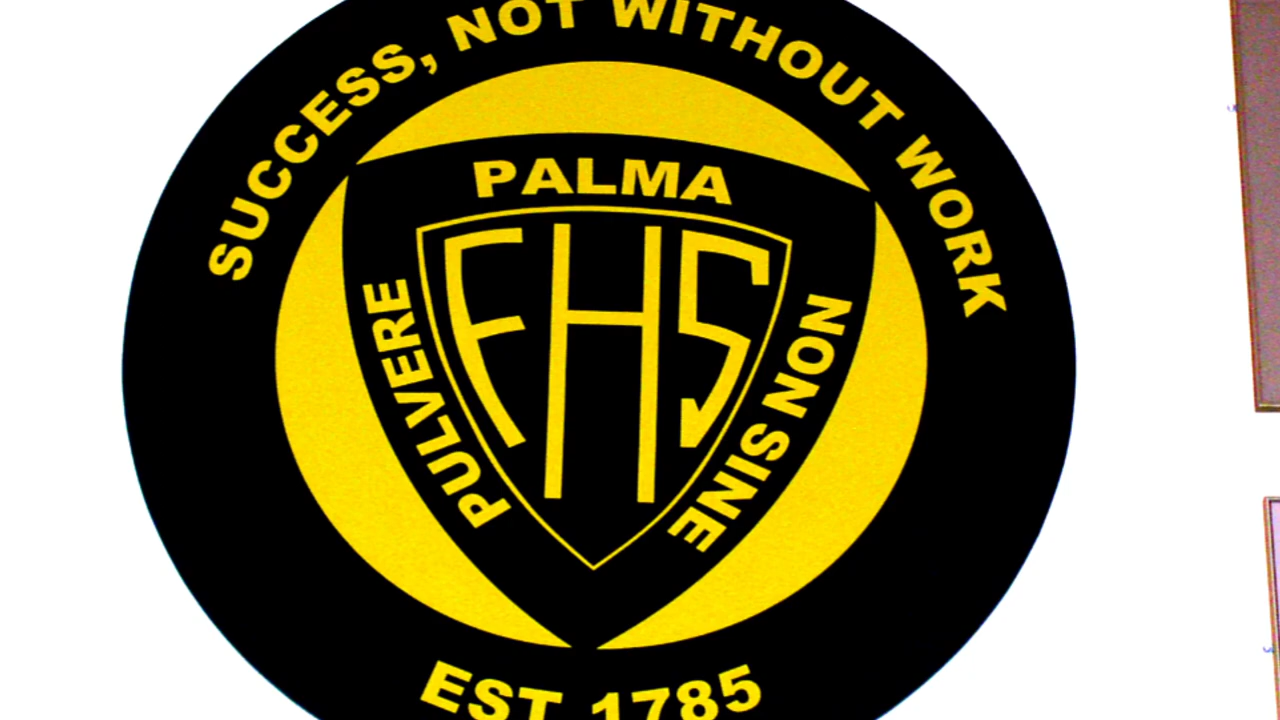 SUCCESS, NOT WITHOUT WORK
PALMA
NON SINE
PULVERE
FHS
EST 1785